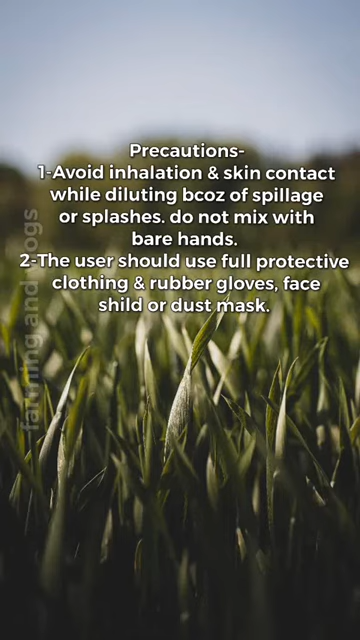 Precautions-
1-Avoid inhalation & skin contact
while diluting bcoz of spillage
or splashes. do not mix with
bare hands.
2-The user should use full protective
clothing & rubber gloves, face
shild or dust mask.
farming and dogs